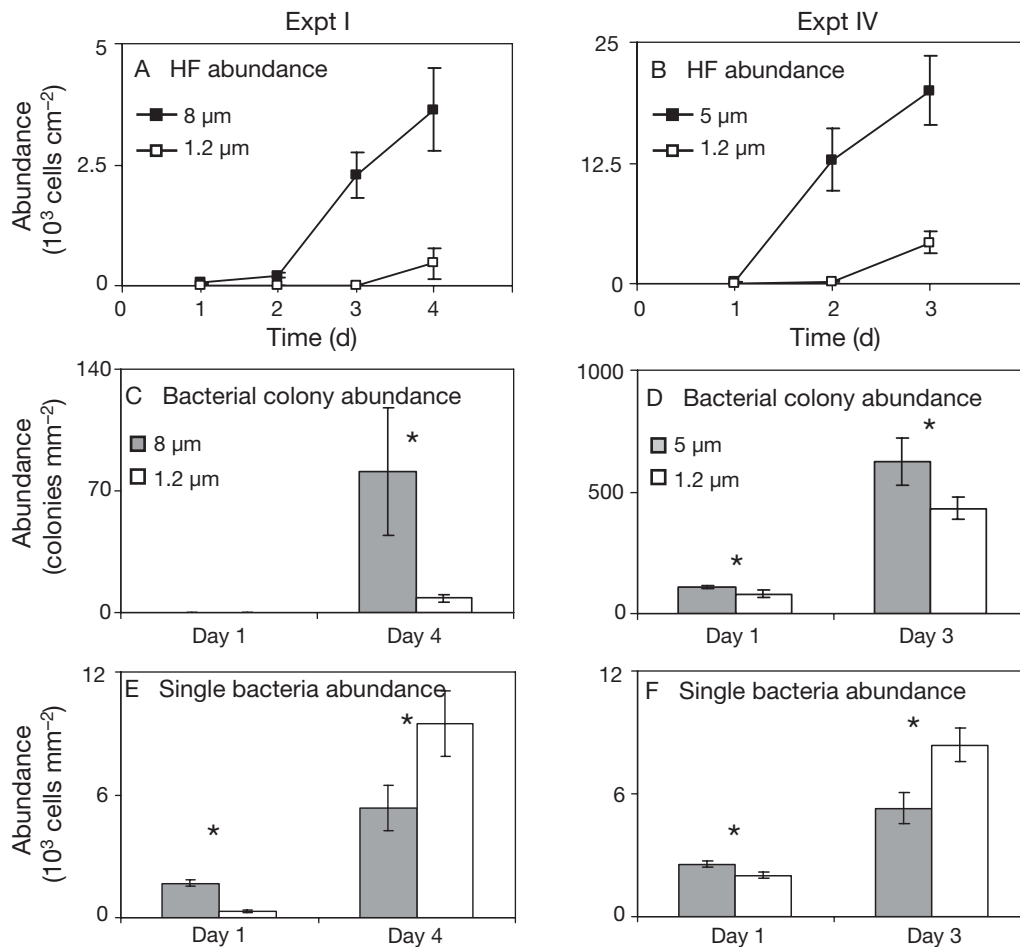 Expt I
Expt IV
Abundance
(10³ cells cm⁻²)
5
2.5
0
A HF abundance
8 µm
1.2 µm
0 1 2 3 4
Time (d)
25
12.5
0
B HF abundance
5 µm
1.2 µm
0 1 2 3
Time (d)
Abundance
(colonies mm⁻²)
140
70
0
C Bacterial colony abundance
8 µm
1.2 µm
*
Day 1 Day 4
1000
500
0
D Bacterial colony abundance
5 µm
1.2 µm
*
*
Day 1 Day 3
Abundance
(10³ cells mm⁻²)
12
6
0
E Single bacteria abundance
*
*
Day 1 Day 4
12
6
0
F Single bacteria abundance
*
*
Day 1 Day 3